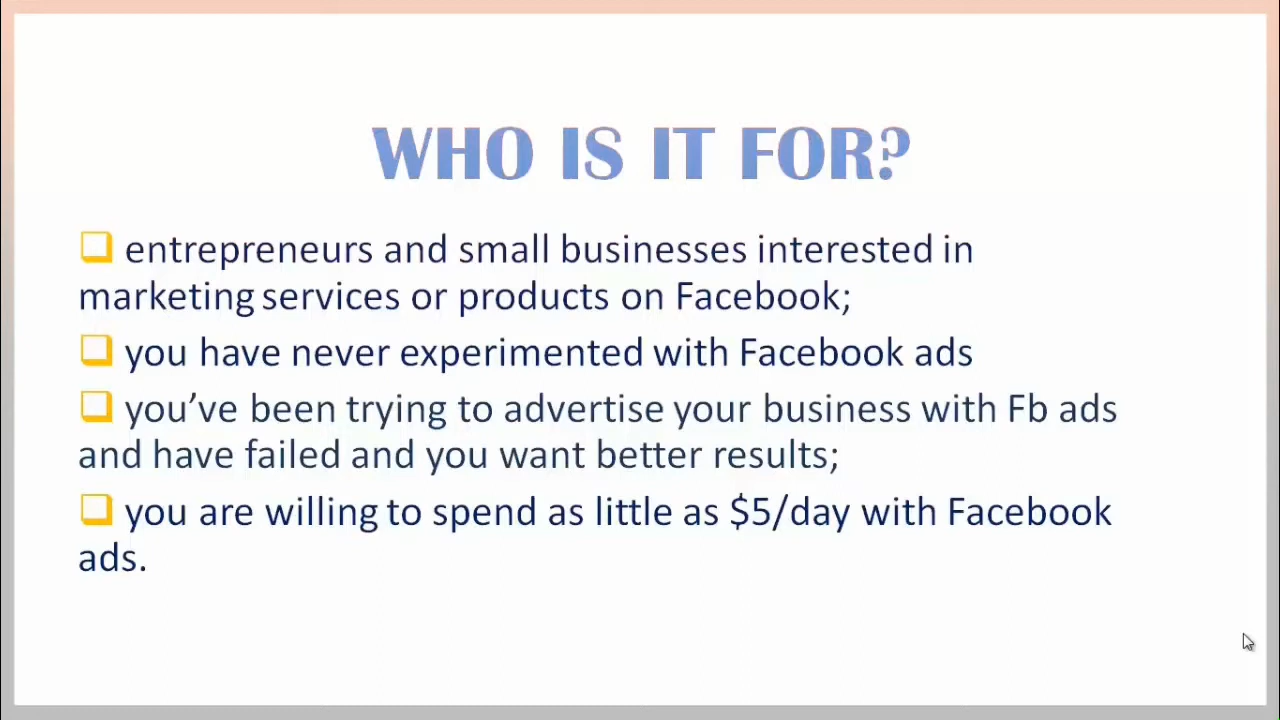 WHO IS IT FOR?
entrepreneurs and small businesses interested in
marketing services or products on Facebook;
you have never experimented with Facebook ads
you’ve been trying to advertise your business with Fb ads
and have failed and you want better results;
you are willing to spend as little as $5/day with Facebook
ads.